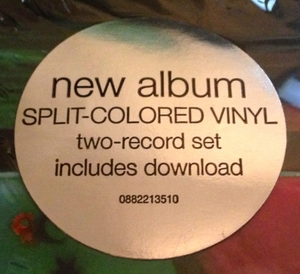 new album
SPLIT-COLORED VINYL
two-record set
includes download
0882213510